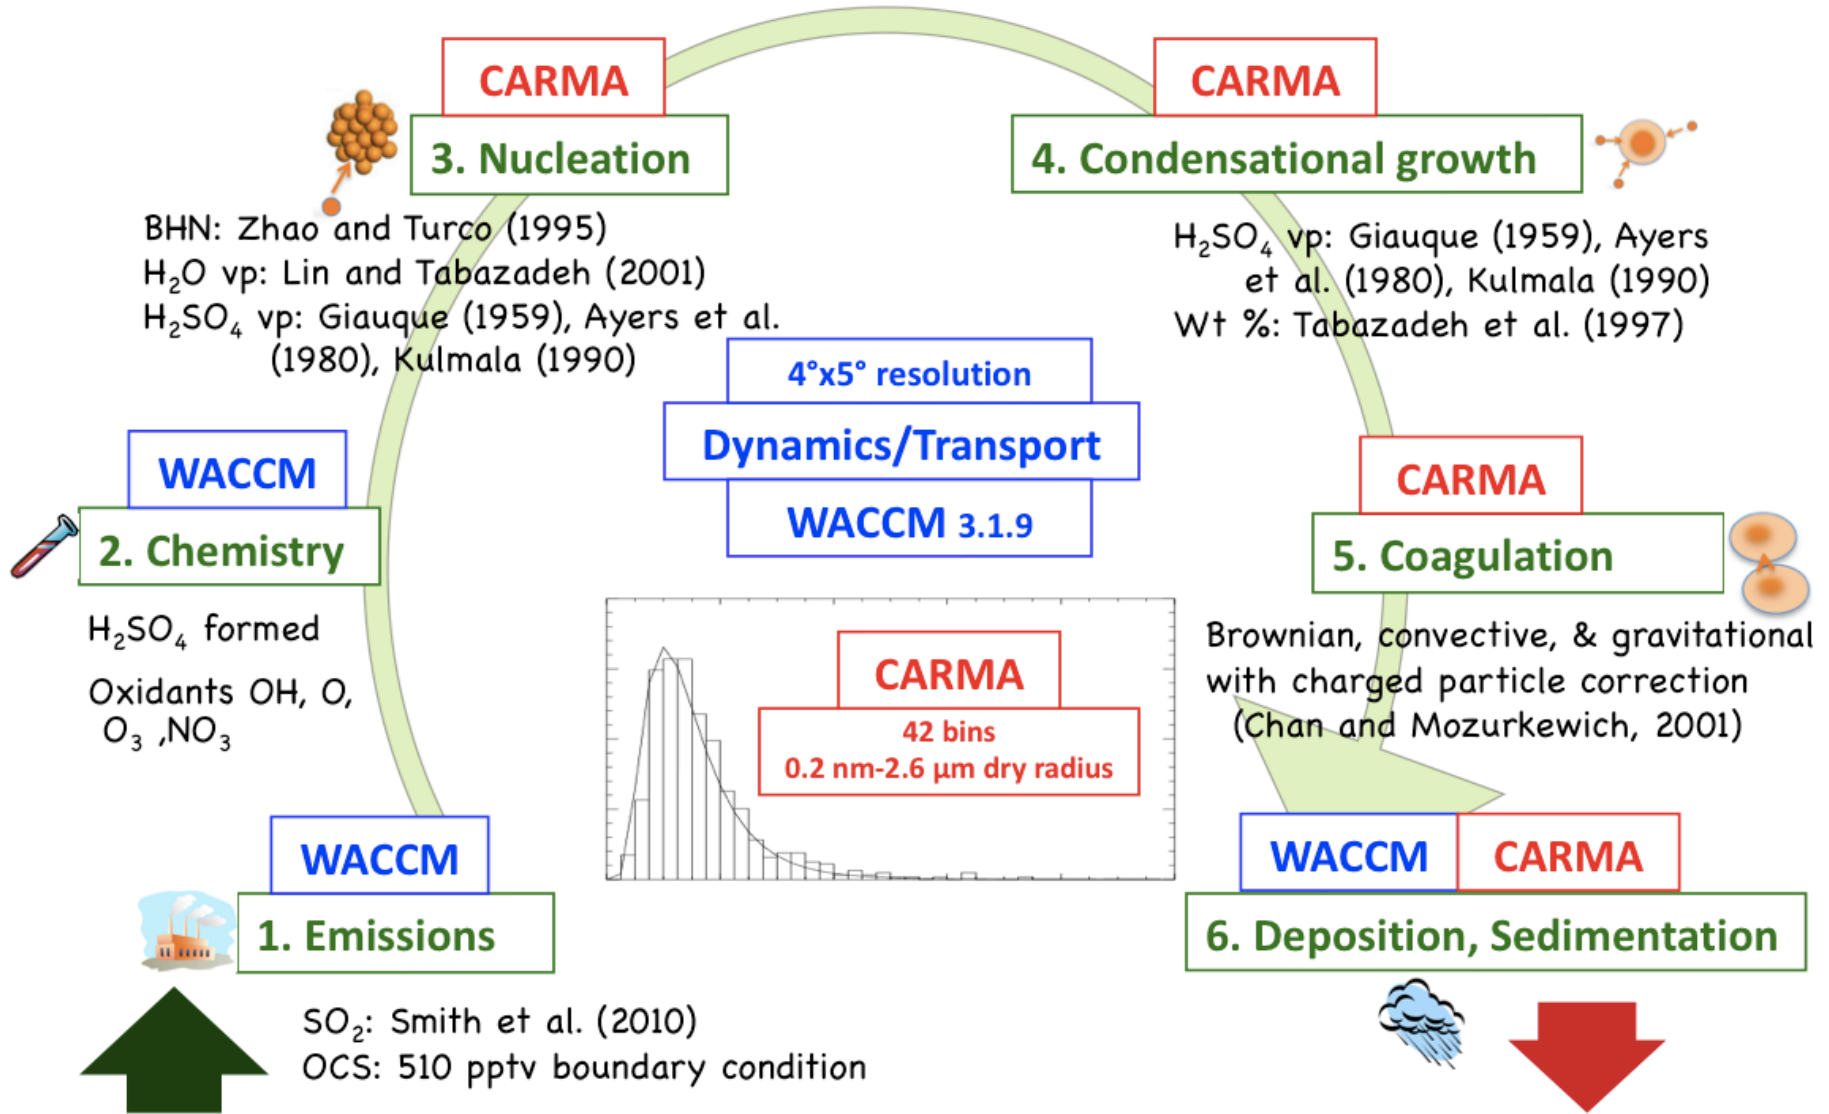 CARMA
3. Nucleation
BHN: Zhao and Turco (1995)
H₂O vp: Lin and Tabazadeh (2001)
H₂SO₄ vp: Giauque (1959), Ayers et al.
(1980), Kulmala (1990)
CARMA
4. Condensational growth
H₂SO₄ vp: Giauque (1959), Ayers
et al. (1980), Kulmala (1990)
Wt %: Tabazadeh et al. (1997)
4°x5° resolution
Dynamics/Transport
WACCM 3.1.9
WACCM
2. Chemistry
H₂SO₄ formed
Oxidants OH, O,
O₃ ,NO₃
CARMA
5. Coagulation
Brownian, convective, & gravitational
with charged particle correction
(Chan and Mozurkewich, 2001)
CARMA
42 bins
0.2 nm-2.6 µm dry radius
WACCM
1. Emissions
SO₂: Smith et al. (2010)
OCS: 510 pptv boundary condition
WACCM CARMA
6. Deposition, Sedimentation